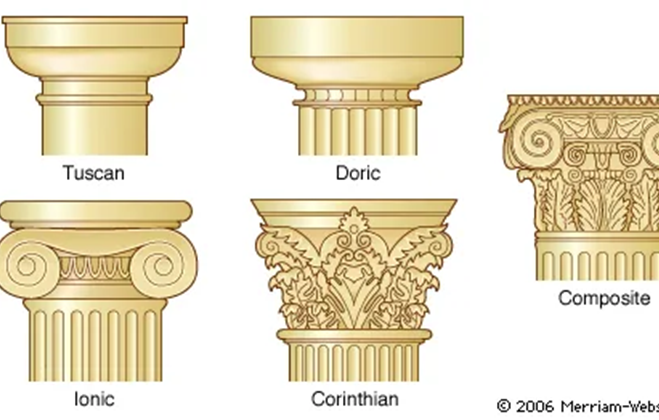 Tuscan
Doric
Composite
Ionic
Corinthian
© 2006 Merriam-Webs